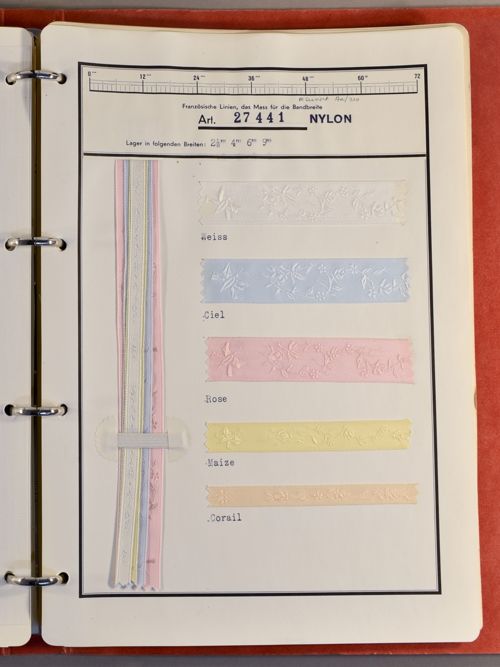 0''' 12''' 24''' 36''' 48''' 60''' 72
Französische Linien, das Mass für die Bandbreite
Art. 27441 NYLON
Lager in folgenden Breiten: 2½''' 4''' 6''' 9'''
Weiss
Ciel
Rose
Maize
Corail